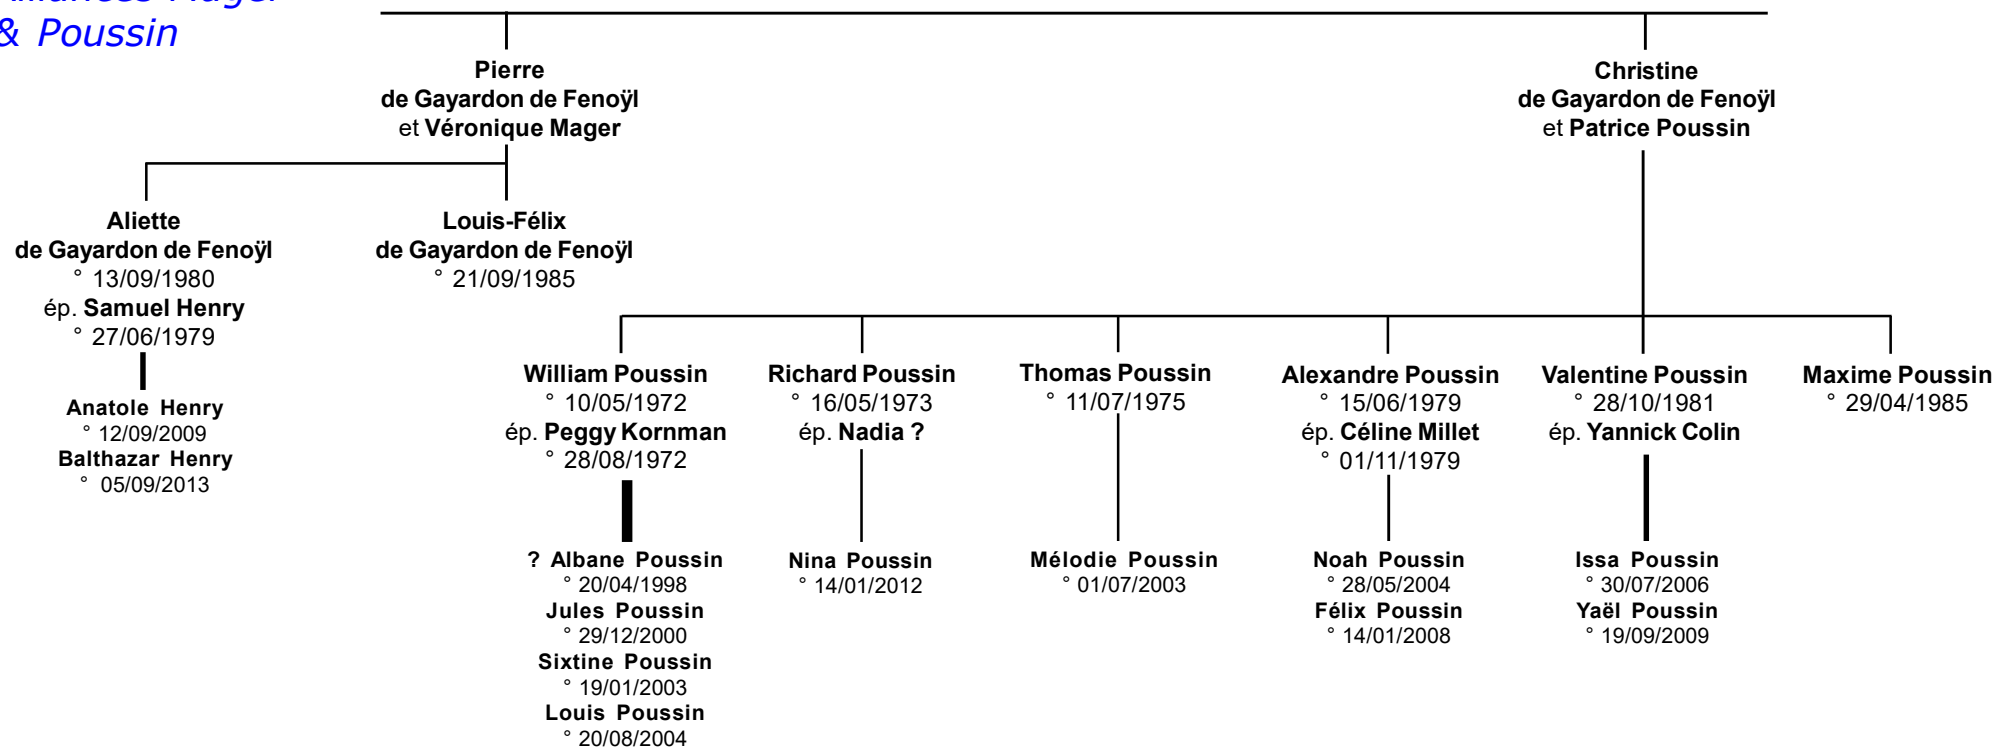 & Poussin
Pierre
de Gayardon de Fenoÿl
et Véronique Mager
Christine
de Gayardon de Fenoÿl
et Patrice Poussin
Aliette
de Gayardon de Fenoÿl
° 13/09/1980
ép. Samuel Henry
° 27/06/1979
Louis-Félix
de Gayardon de Fenoÿl
° 21/09/1985
Anatole Henry
° 12/09/2009
Balthazar Henry
° 05/09/2013
William Poussin
° 10/05/1972
ép. Peggy Kornman
° 28/08/1972
Richard Poussin
° 16/05/1973
ép. Nadia ?
Thomas Poussin
° 11/07/1975
Alexandre Poussin
° 15/06/1979
ép. Céline Millet
° 01/11/1979
Valentine Poussin
° 28/10/1981
ép. Yannick Colin
Maxime Poussin
° 29/04/1985
? Albane Poussin
° 20/04/1998
Jules Poussin
° 29/12/2000
Sixtine Poussin
° 19/01/2003
Louis Poussin
° 20/08/2004
Nina Poussin
° 14/01/2012
Mélodie Poussin
° 01/07/2003
Noah Poussin
° 28/05/2004
Félix Poussin
° 14/01/2008
Issa Poussin
° 30/07/2006
Yaël Poussin
° 19/09/2009